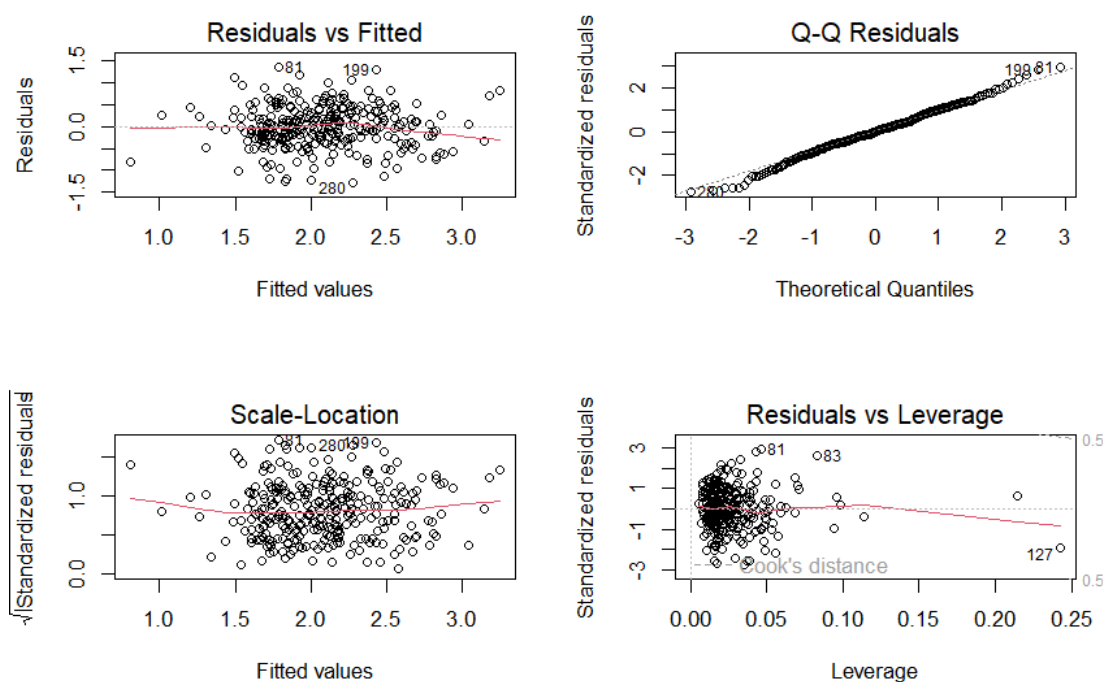 Residuals vs Fitted
Residuals
1.5
0.0
-1.5
81
199
280
1.0 1.5 2.0 2.5 3.0
Fitted values
Q-Q Residuals
Standardized residuals
2
0
-2
199
81
280
-3 -2 -1 0 1 2 3
Theoretical Quantiles
Scale-Location
√|Standardized residuals
1.0
0.0
81
280
199
1.0 1.5 2.0 2.5 3.0
Fitted values
Residuals vs Leverage
Standardized residuals
3
1
-1
-3
81
83
127
Cook's distance
0.5
0.5
0.00 0.05 0.10 0.15 0.20 0.25
Leverage